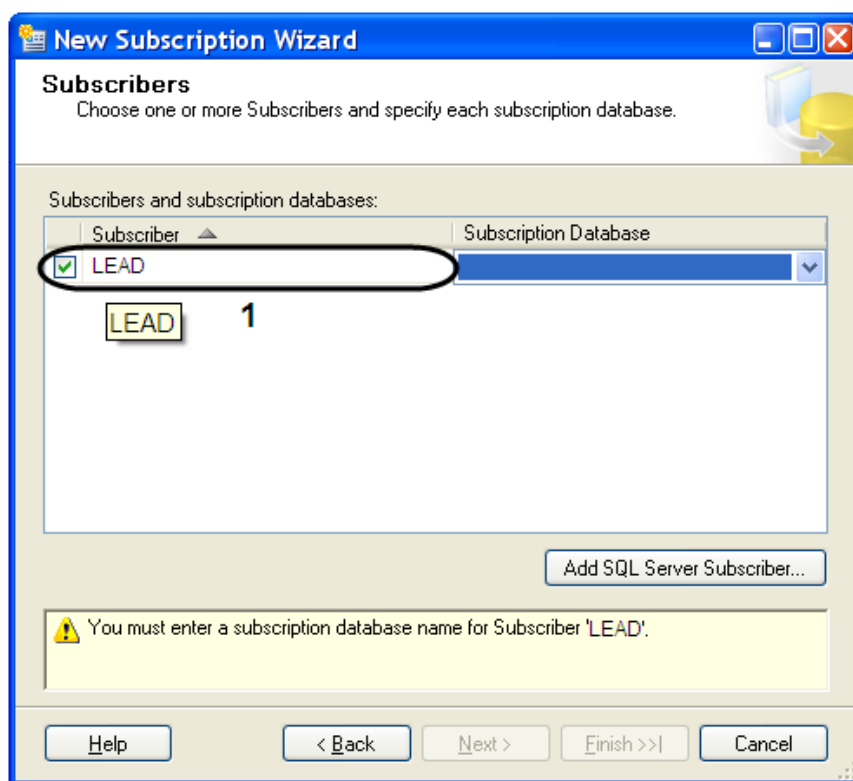 New Subscription Wizard
Subscribers
Choose one or more Subscribers and specify each subscription database.
Subscribers and subscription databases:
Subscriber Subscription Database
LEAD
LEAD 1
Add SQL Server Subscriber...
You must enter a subscription database name for Subscriber 'LEAD'.
Help < Back Next > Finish >>| Cancel